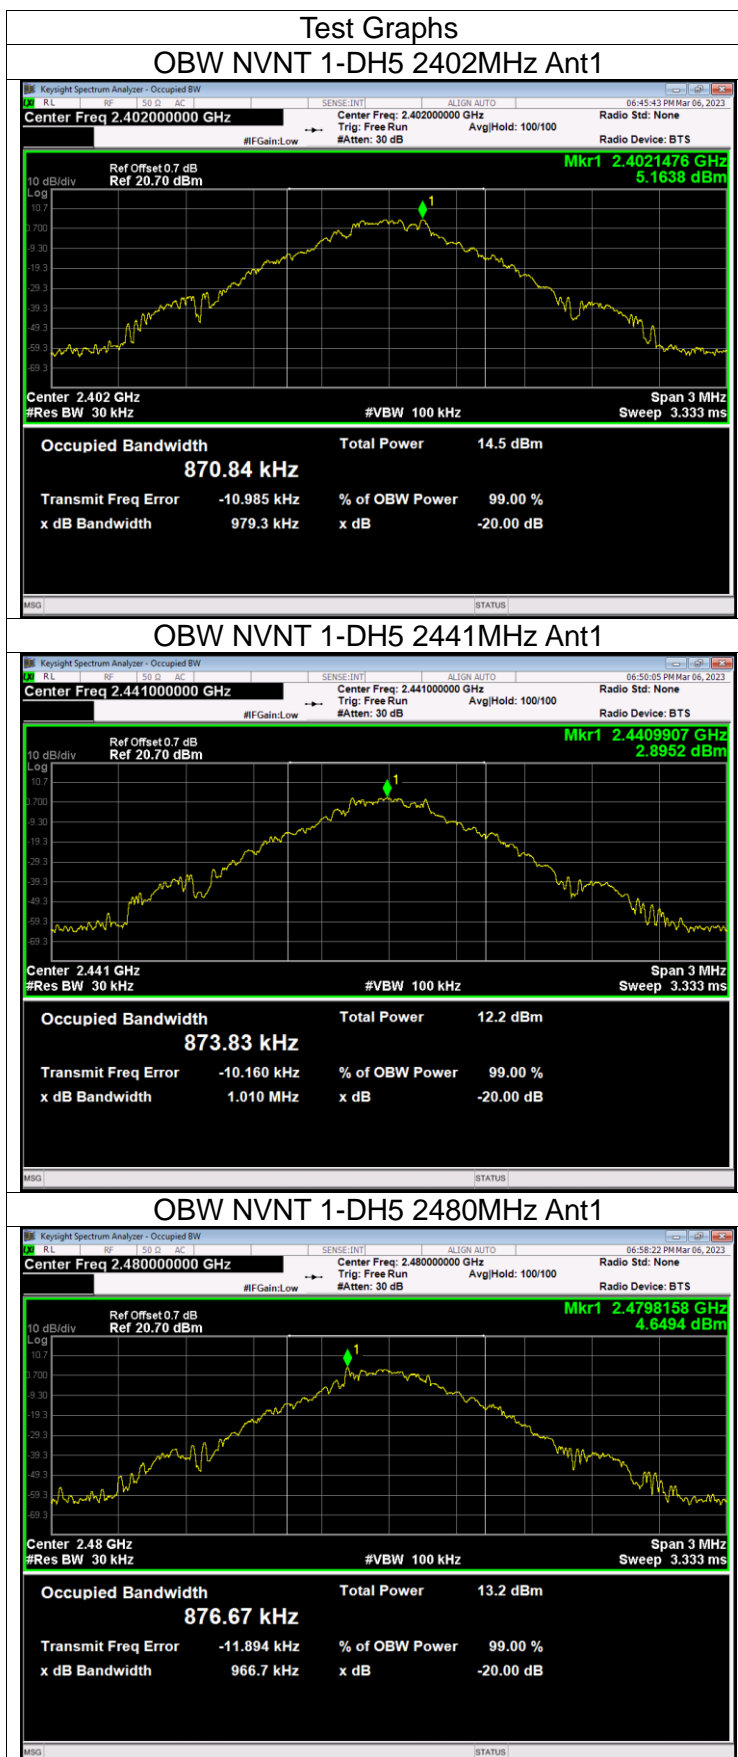 Test Graphs
OBW NVNT 1-DH5 2402MHz Ant1
Keysight Spectrum Analyzer - Occupied BW
RL RF 50 Ω AC SENSE:INT ALIGN AUTO 06:45:43 PM Mar 06, 2023
Center Freq 2.402000000 GHz Center Freq: 2.402000000 GHz Radio Std: None
Trig: Free Run Avg|Hold: 100/100
#IFGain:Low #Atten: 30 dB Radio Device: BTS
Mkr1 2.4021476 GHz
5.1638 dBm
Ref Offset 0.7 dB
10 dB/div Ref 20.70 dBm
Log
10.7
1
0.700
-9.30
-19.3
-29.3
-39.3
-49.3
-59.3
-69.3
Center 2.402 GHz Span 3 MHz
#Res BW 30 kHz #VBW 100 kHz Sweep 3.333 ms
Occupied Bandwidth Total Power 14.5 dBm
870.84 kHz
Transmit Freq Error -10.985 kHz % of OBW Power 99.00 %
x dB Bandwidth 979.3 kHz x dB -20.00 dB
MSG STATUS
OBW NVNT 1-DH5 2441MHz Ant1
Keysight Spectrum Analyzer - Occupied BW
RL RF 50 Ω AC SENSE:INT ALIGN AUTO 06:50:05 PM Mar 06, 2023
Center Freq 2.441000000 GHz Center Freq: 2.441000000 GHz Radio Std: None
Trig: Free Run Avg|Hold: 100/100
#IFGain:Low #Atten: 30 dB Radio Device: BTS
Mkr1 2.4409907 GHz
2.8952 dBm
Ref Offset 0.7 dB
10 dB/div Ref 20.70 dBm
Log
10.7
1
0.700
-9.30
-19.3
-29.3
-39.3
-49.3
-59.3
-69.3
Center 2.441 GHz Span 3 MHz
#Res BW 30 kHz #VBW 100 kHz Sweep 3.333 ms
Occupied Bandwidth Total Power 12.2 dBm
873.83 kHz
Transmit Freq Error -10.160 kHz % of OBW Power 99.00 %
x dB Bandwidth 1.010 MHz x dB -20.00 dB
MSG STATUS
OBW NVNT 1-DH5 2480MHz Ant1
Keysight Spectrum Analyzer - Occupied BW
RL RF 50 Ω AC SENSE:INT ALIGN AUTO 06:58:22 PM Mar 06, 2023
Center Freq 2.480000000 GHz Center Freq: 2.480000000 GHz Radio Std: None
Trig: Free Run Avg|Hold: 100/100
#IFGain:Low #Atten: 30 dB Radio Device: BTS
Mkr1 2.4798158 GHz
4.6494 dBm
Ref Offset 0.7 dB
10 dB/div Ref 20.70 dBm
Log
10.7
1
0.700
-9.30
-19.3
-29.3
-39.3
-49.3
-59.3
-69.3
Center 2.48 GHz Span 3 MHz
#Res BW 30 kHz #VBW 100 kHz Sweep 3.333 ms
Occupied Bandwidth Total Power 13.2 dBm
876.67 kHz
Transmit Freq Error -11.894 kHz % of OBW Power 99.00 %
x dB Bandwidth 966.7 kHz x dB -20.00 dB
MSG STATUS